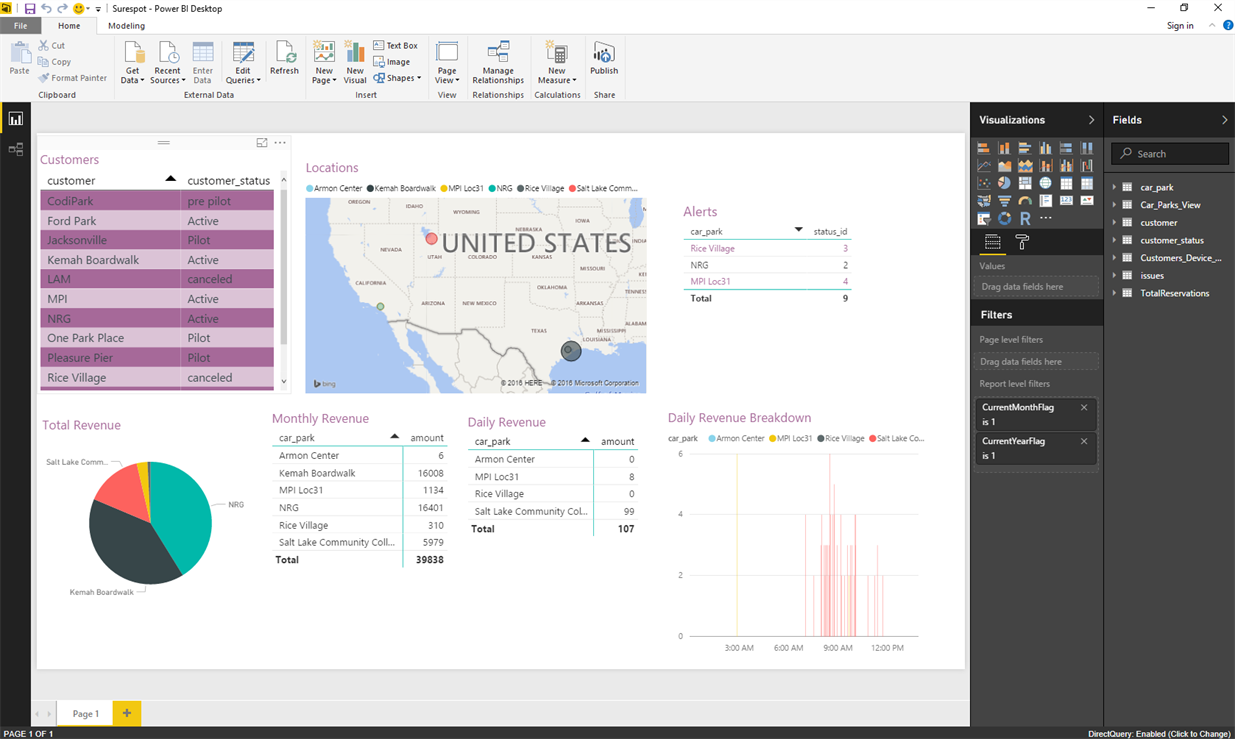 Surespot - Power BI Desktop
Sign in
File Home Modeling
Paste
Cut
Copy
Format Painter
Clipboard
Get Data
Recent Sources
Enter Data
Edit Queries
Refresh
External Data
New Page
New Visual
Text Box
Image
Shapes
Insert
Page View
View
Manage Relationships
Relationships
New Measure
Calculations
Publish
Share
Customers
customer customer_status
CodiPark pre pilot
Ford Park Active
Jacksonville Pilot
Kemah Boardwalk Active
LAM canceled
MPI Active
NRG Active
One Park Place Pilot
Pleasure Pier Pilot
Rice Village canceled
Locations
Armon Center Kemah Boardwalk MPI Loc31 NRG Rice Village Salt Lake Comm...
OREGON
IDAHO
WYOMING
NEBRASKA
IOWA
UNITED STATES
NEVADA
UTAH
COLORADO
KANSAS
MISSOURI
CALIFORNIA
ARIZONA
NEW MEXICO
OKLAHOMA
ARKANSAS
TEXAS
MISSISSIPPI
LOUISIANA
bing
© 2016 HERE © 2016 Microsoft Corporation
Alerts
car_park status_id
Rice Village 3
NRG 2
MPI Loc31 4
Total 9
Total Revenue
Salt Lake Comm...
NRG
Kemah Boardwalk
Monthly Revenue
car_park amount
Armon Center 6
Kemah Boardwalk 16008
MPI Loc31 1134
NRG 16401
Rice Village 310
Salt Lake Community Coll... 5979
Total 39838
Daily Revenue
car_park amount
Armon Center 0
MPI Loc31 8
Rice Village 0
Salt Lake Community Col... 99
Total 107
Daily Revenue Breakdown
car_park Armon Center MPI Loc31 Rice Village Salt Lake Co...
6
4
2
0
3:00 AM 6:00 AM 9:00 AM 12:00 PM
Visualizations
Values
Drag data fields here
Filters
Page level filters
Drag data fields here
Report level filters
CurrentMonthFlag
is 1
CurrentYearFlag
is 1
Fields
Search
car_park
Car_Parks_View
customer
customer_status
Customers_Device_...
issues
TotalReservations
Page 1
PAGE 1 OF 1
DirectQuery: Enabled (Click to Change)